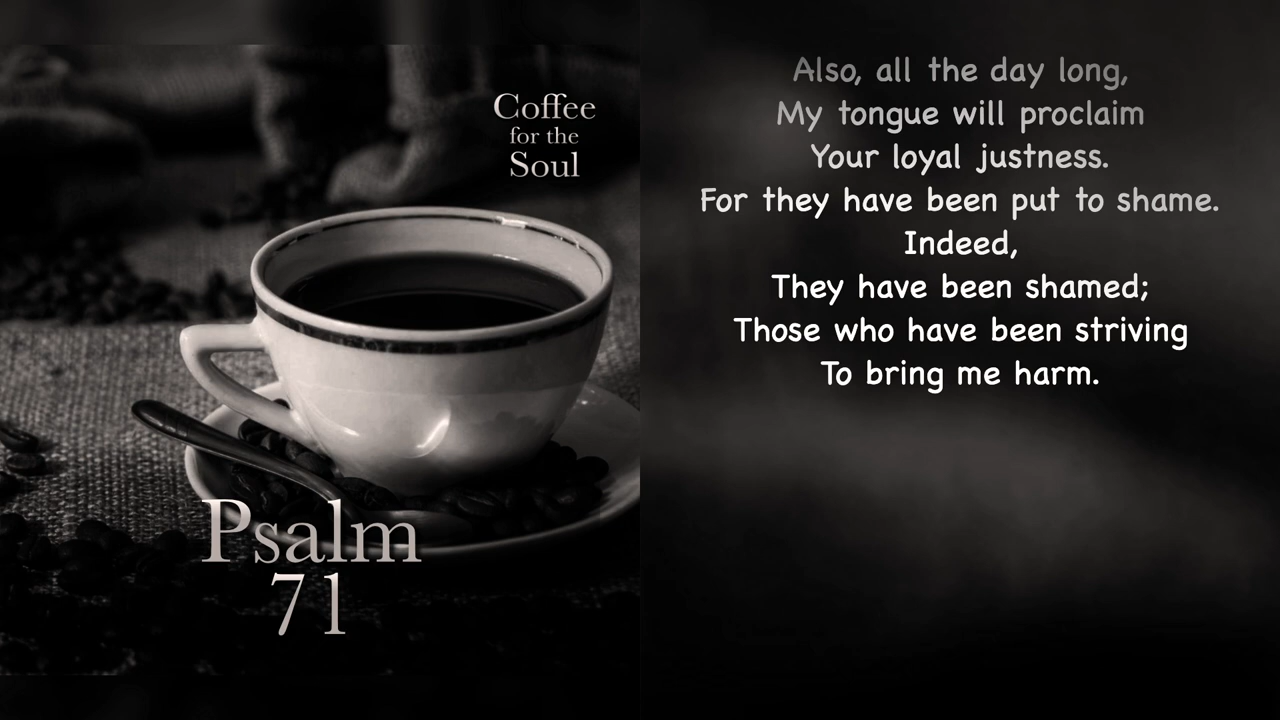 Coffee
for the
Soul
Psalm
71
Also, all the day long,
My tongue will proclaim
Your loyal justness.
For they have been put to shame.
Indeed,
They have been shamed;
Those who have been striving
To bring me harm.